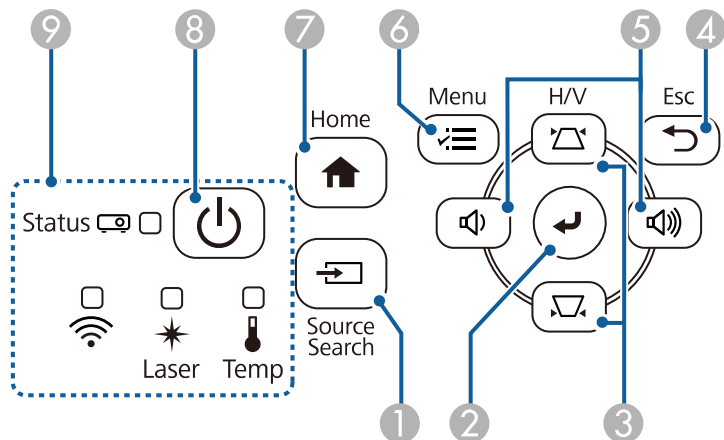 9 8 7 6 5 4
Home
Menu
H/V
Esc
Status
Source
Search
Laser
Temp
1 2 3